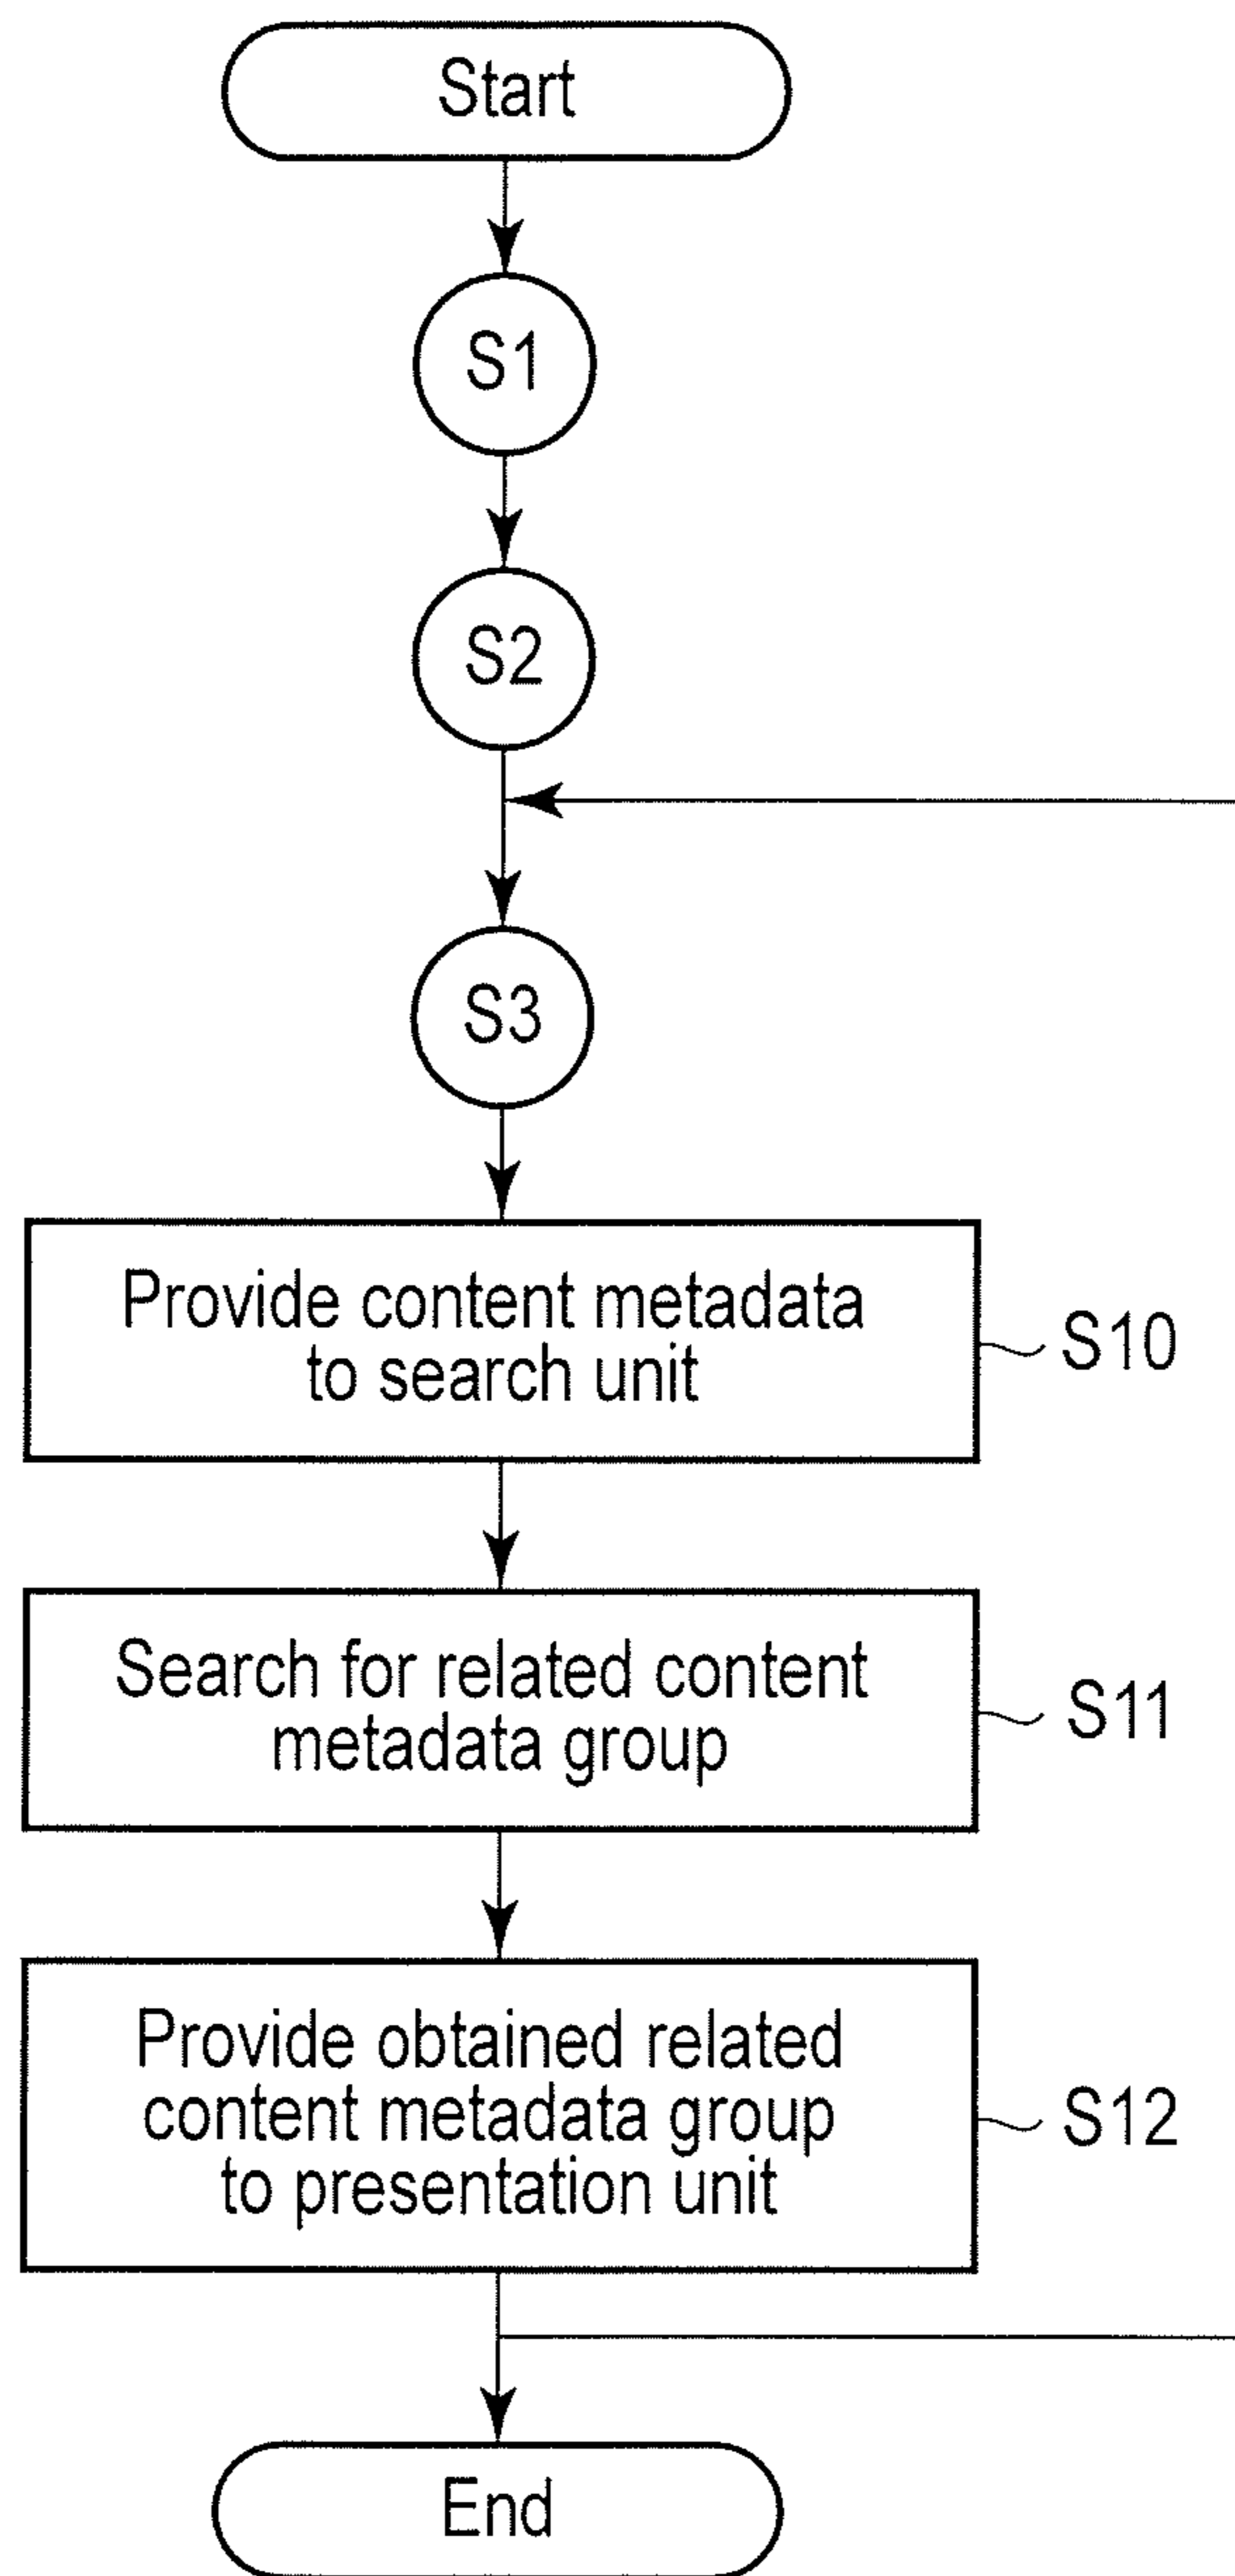 Start
S1
S2
S3
Provide content metadata
to search unit
S10
Search for related content
metadata group
S11
Provide obtained related
content metadata group
to presentation unit
S12
End